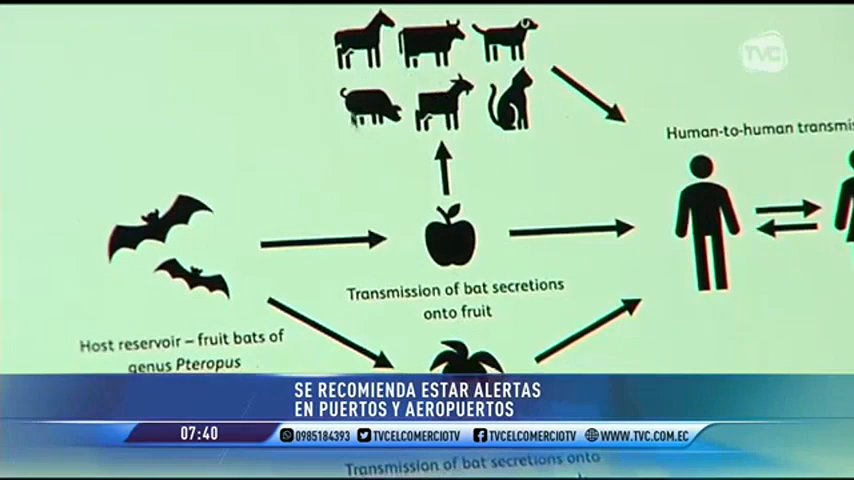 TVC
Human-to-human transmis
Transmission of bat secretions
onto fruit
Host reservoir – fruit bats of
genus Pteropus
SE RECOMIENDA ESTAR ALERTAS
EN PUERTOS Y AEROPUERTOS
07:40
0985184393 TVCELCOMERCIOTV TVCELCOMERCIOTV WWW.TVC.COM.EC
Transmission of bat secretions onto